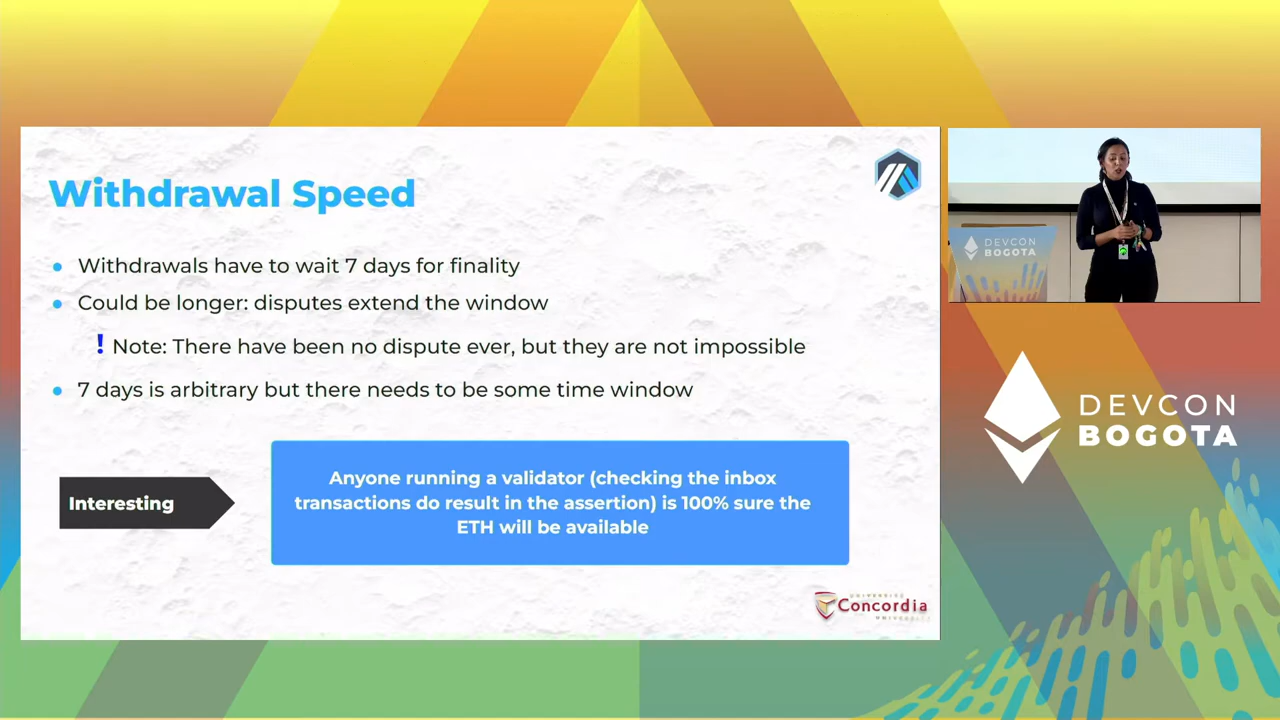 Withdrawal Speed
Withdrawals have to wait 7 days for finality
Could be longer: disputes extend the window
! Note: There have been no dispute ever, but they are not impossible
7 days is arbitrary but there needs to be some time window
Interesting
Anyone running a validator (checking the inbox
transactions do result in the assertion) is 100% sure the
ETH will be available
UNIVERSITÉ
Concordia
UNIVERSITY
DEVCON
BOGOTA
DEVCON
BOGOTA